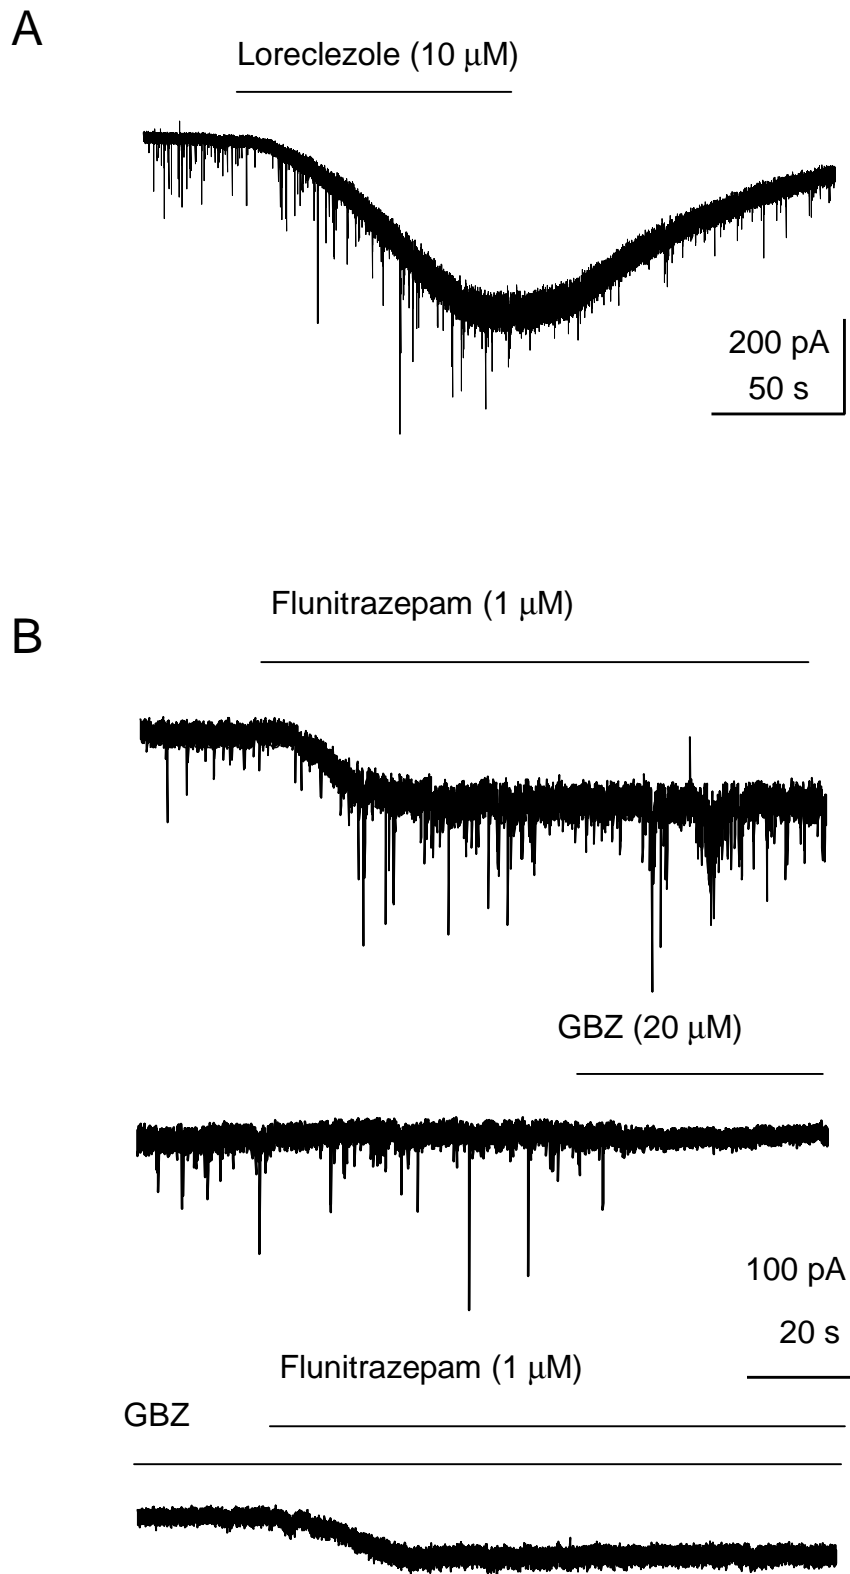 A
Loreclezole (10 μM)
200 pA
50 s
Flunitrazepam (1 μM)
B
GBZ (20 μM)
100 pA
20 s
Flunitrazepam (1 μM)
GBZ